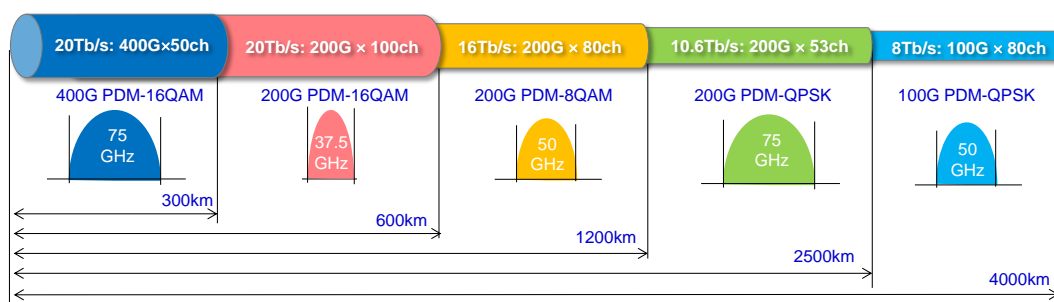 20Tb/s: 400G×50ch
20Tb/s: 200G × 100ch
16Tb/s: 200G × 80ch
10.6Tb/s: 200G × 53ch
8Tb/s: 100G × 80ch
400G PDM-16QAM
200G PDM-16QAM
200G PDM-8QAM
200G PDM-QPSK
100G PDM-QPSK
75
GHz
37.5
GHz
50
GHz
75
GHz
50
GHz
300km
600km
1200km
2500km
4000km